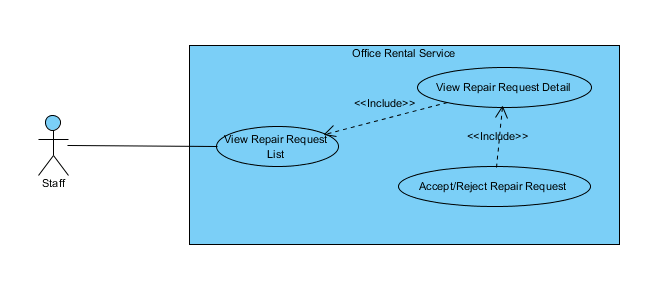 Office Rental Service
View Repair Request Detail
<<Include>>
View Repair Request
List
<<Include>>
Accept/Reject Repair Request
Staff